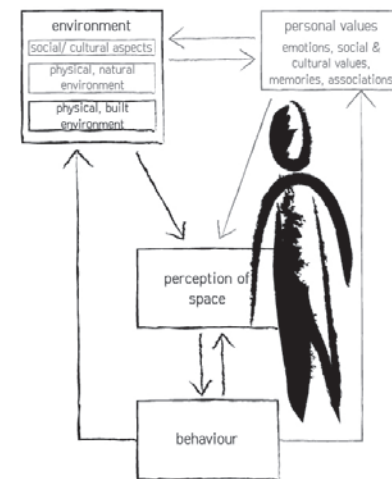 environment
social/ cultural aspects
physical, natural
environment
physical, built
environment
personal values
emotions, social &
cultural values,
memories, associations
perception of
space
behaviour